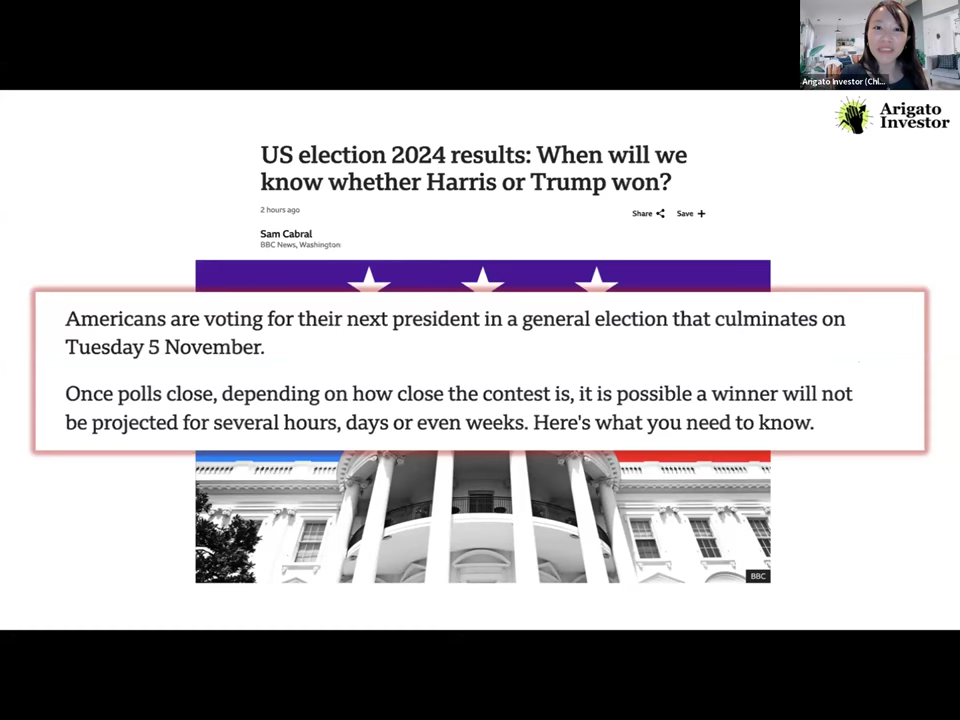 Arigato Investor (Chl...
Arigato
Investor
US election 2024 results: When will we
know whether Harris or Trump won?
2 hours ago
Share
Save
Sam Cabral
BBC News, Washington
Americans are voting for their next president in a general election that culminates on
Tuesday 5 November.
Once polls close, depending on how close the contest is, it is possible a winner will not
be projected for several hours, days or even weeks. Here's what you need to know.
BBC